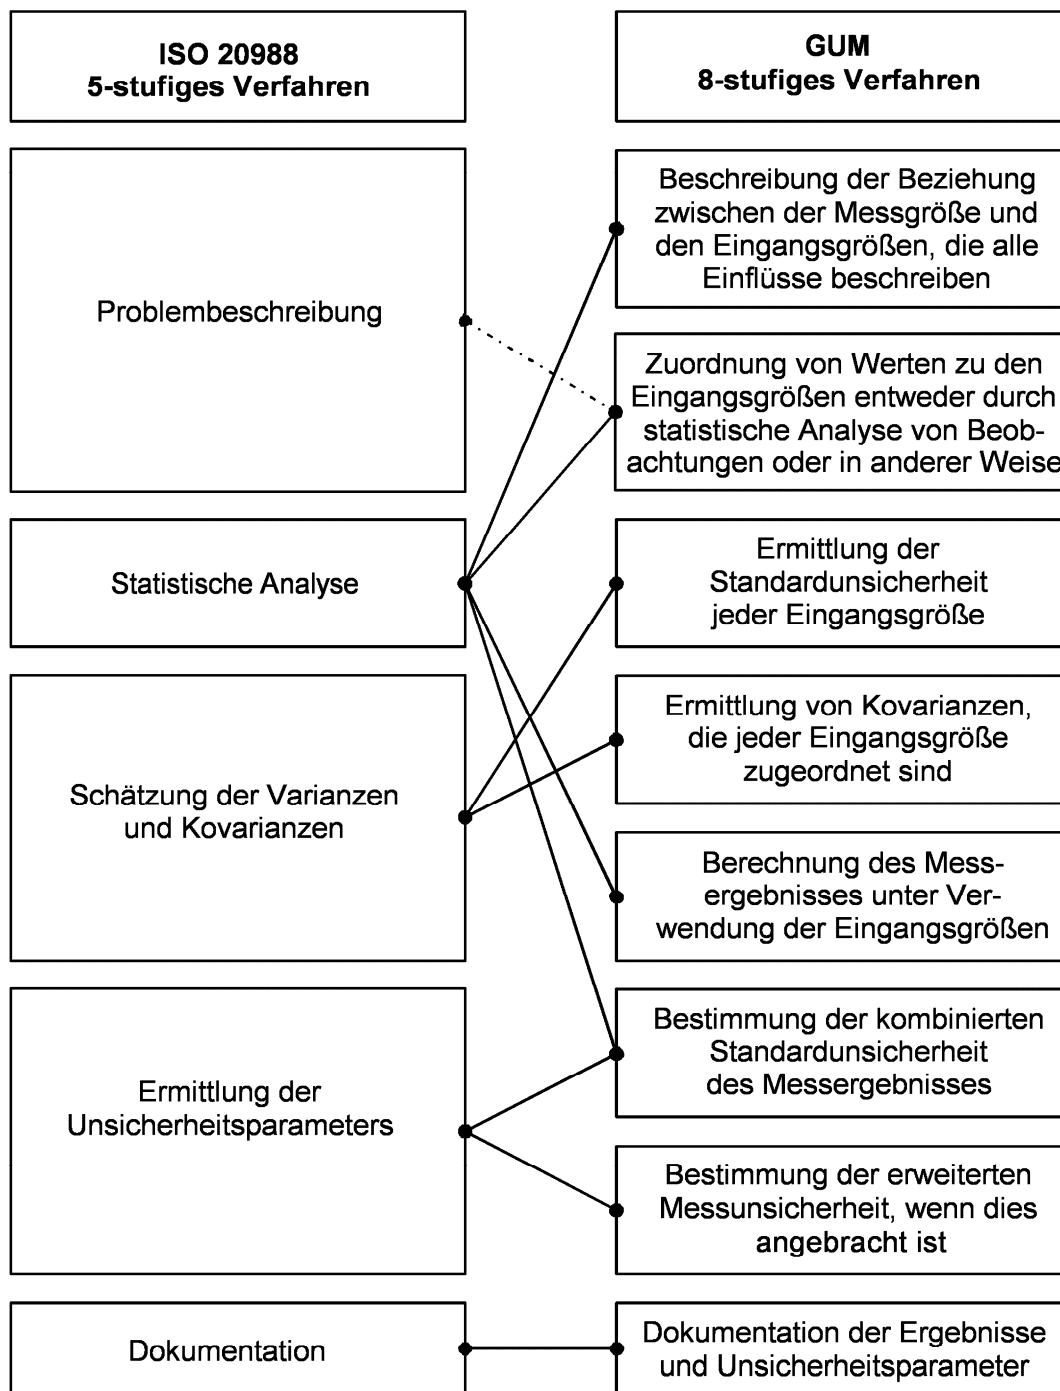 ISO 20988
5-stufiges Verfahren
GUM
8-stufiges Verfahren
Problembeschreibung
Statistische Analyse
Schätzung der Varianzen
und Kovarianzen
Ermittlung der
Unsicherheitsparameters
Dokumentation
Beschreibung der Beziehung
zwischen der Messgröße und
den Eingangsgrößen, die alle
Einflüsse beschreiben
Zuordnung von Werten zu den
Eingangsgrößen entweder durch
statistische Analyse von Beob-
achtungen oder in anderer Weise
Ermittlung der
Standardunsicherheit
jeder Eingangsgröße
Ermittlung von Kovarianzen,
die jeder Eingangsgröße
zugeordnet sind
Berechnung des Mess-
ergebnisses unter Ver-
wendung der Eingangsgrößen
Bestimmung der kombinierten
Standardunsicherheit
des Messergebnisses
Bestimmung der erweiterten
Messunsicherheit, wenn dies
angebracht ist
Dokumentation der Ergebnisse
und Unsicherheitsparameter